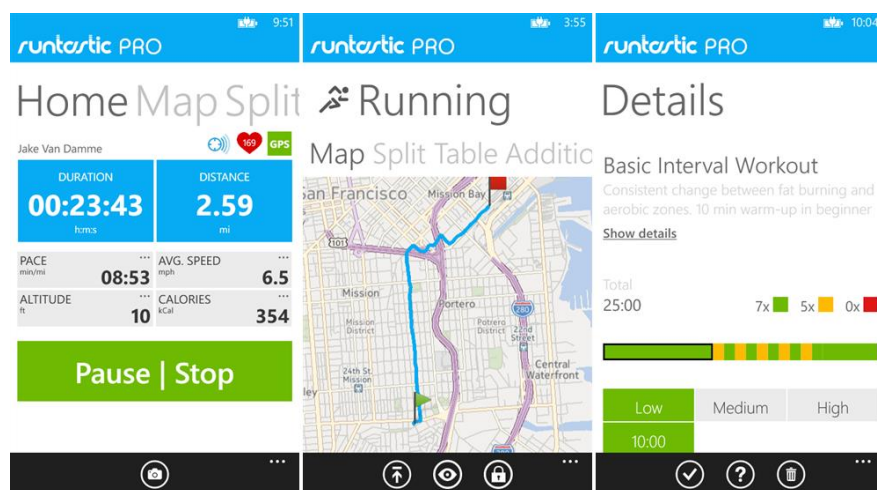 9:51
runtastic PRO
Home Map Split
Jake Van Damme
169
GPS
DURATION
00:23:43
h:m:s
DISTANCE
2.59
mi
PACE
min/mi
08:53
AVG. SPEED
mph
6.5
ALTITUDE
ft
10
CALORIES
kCal
354
Pause | Stop
3:55
runtastic PRO
Running
Map Split Table Additio
San Francisco
Mission Bay
101
Mission
Portero
280
Mission
District
Potrero
District
22nd
Street
24th St.
Mission
Central
Waterfront
ley
280
10:04
runtastic PRO
Details
Basic Interval Workout
Consistent change between fat burning and
aerobic zones. 10 min warm-up in beginner
Show details
Total
25:00
7x
5x
0x
Low
Medium
High
10:00